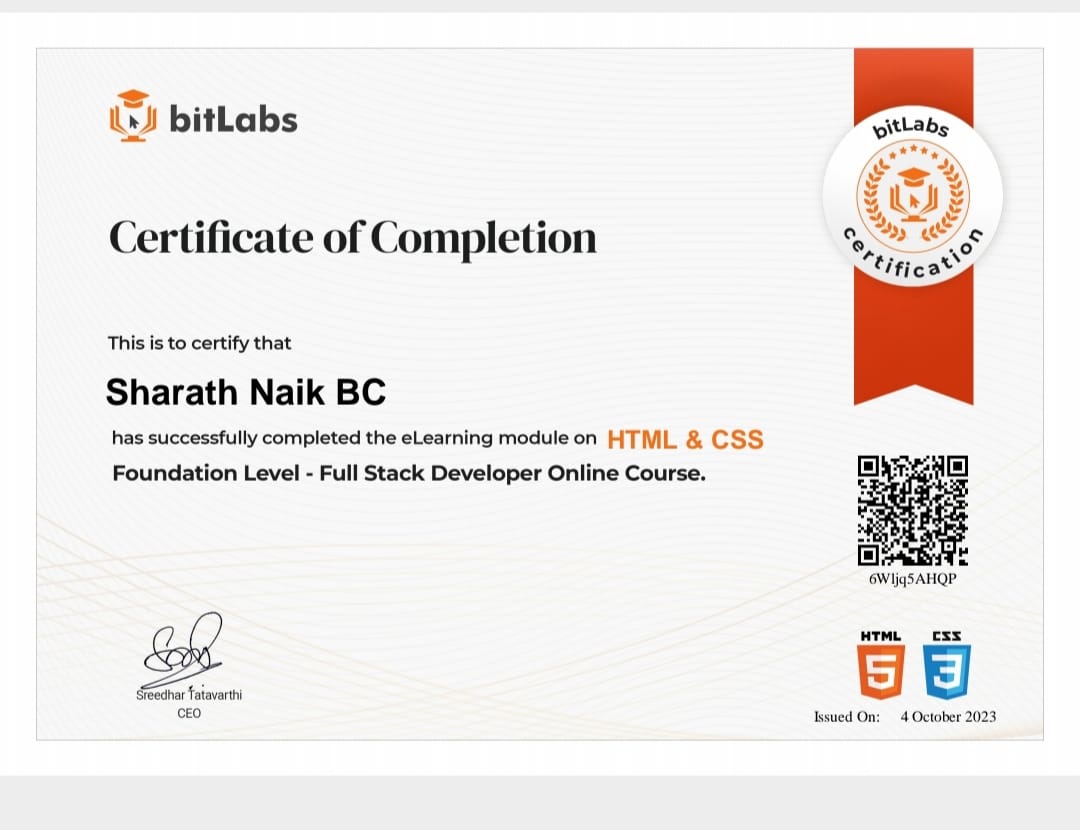 bitLabs
bitLabs
certification
Certificate of Completion
This is to certify that
Sharath Naik BC
has successfully completed the eLearning module on HTML & CSS
Foundation Level - Full Stack Developer Online Course.
6Wljq5AHQP
HTML CSS
5 3
Sreedhar Tatavarthi
CEO
Issued On: 4 October 2023